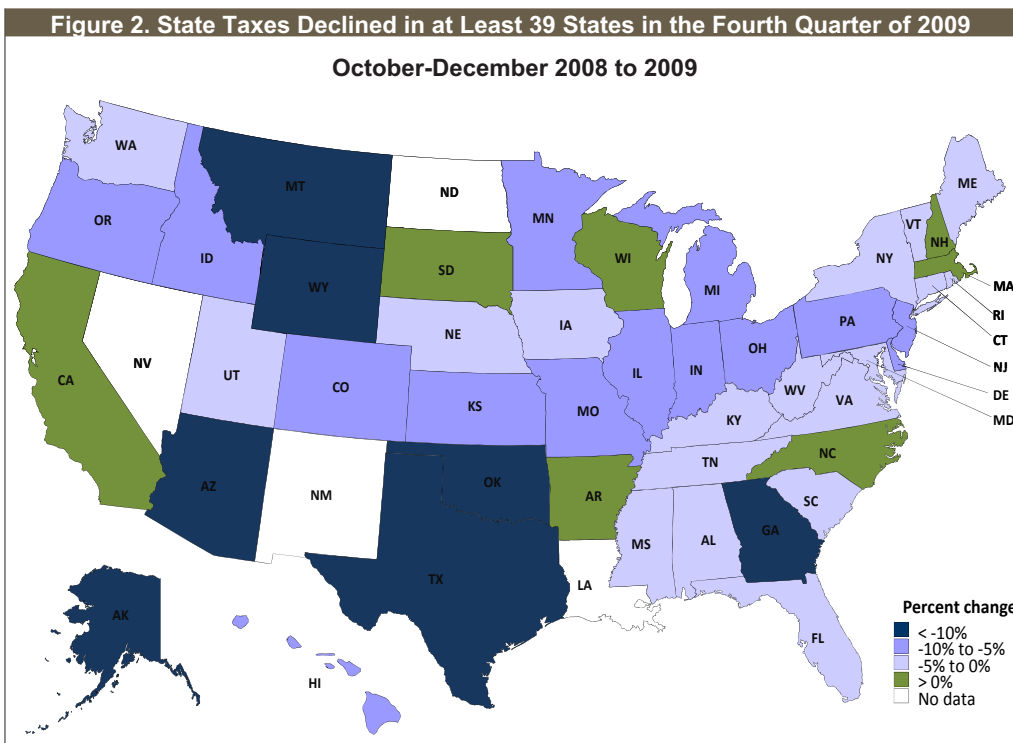 Figure 2. State Taxes Declined in at Least 39 States in the Fourth Quarter of 2009
October-December 2008 to 2009
WA
MT
ND
ME
OR
MN
VT
NH
ID
SD
WI
NY
MA
WY
MI
RI
NE
IA
PA
CT
NV
UT
OH
NJ
CA
CO
IL
IN
DE
KS
MO
WV
VA
MD
KY
NC
TN
AZ
OK
AR
NM
SC
MS
AL
GA
TX
LA
AK
FL
HI
Percent change
< -10%
-10% to -5%
-5% to 0%
> 0%
No data